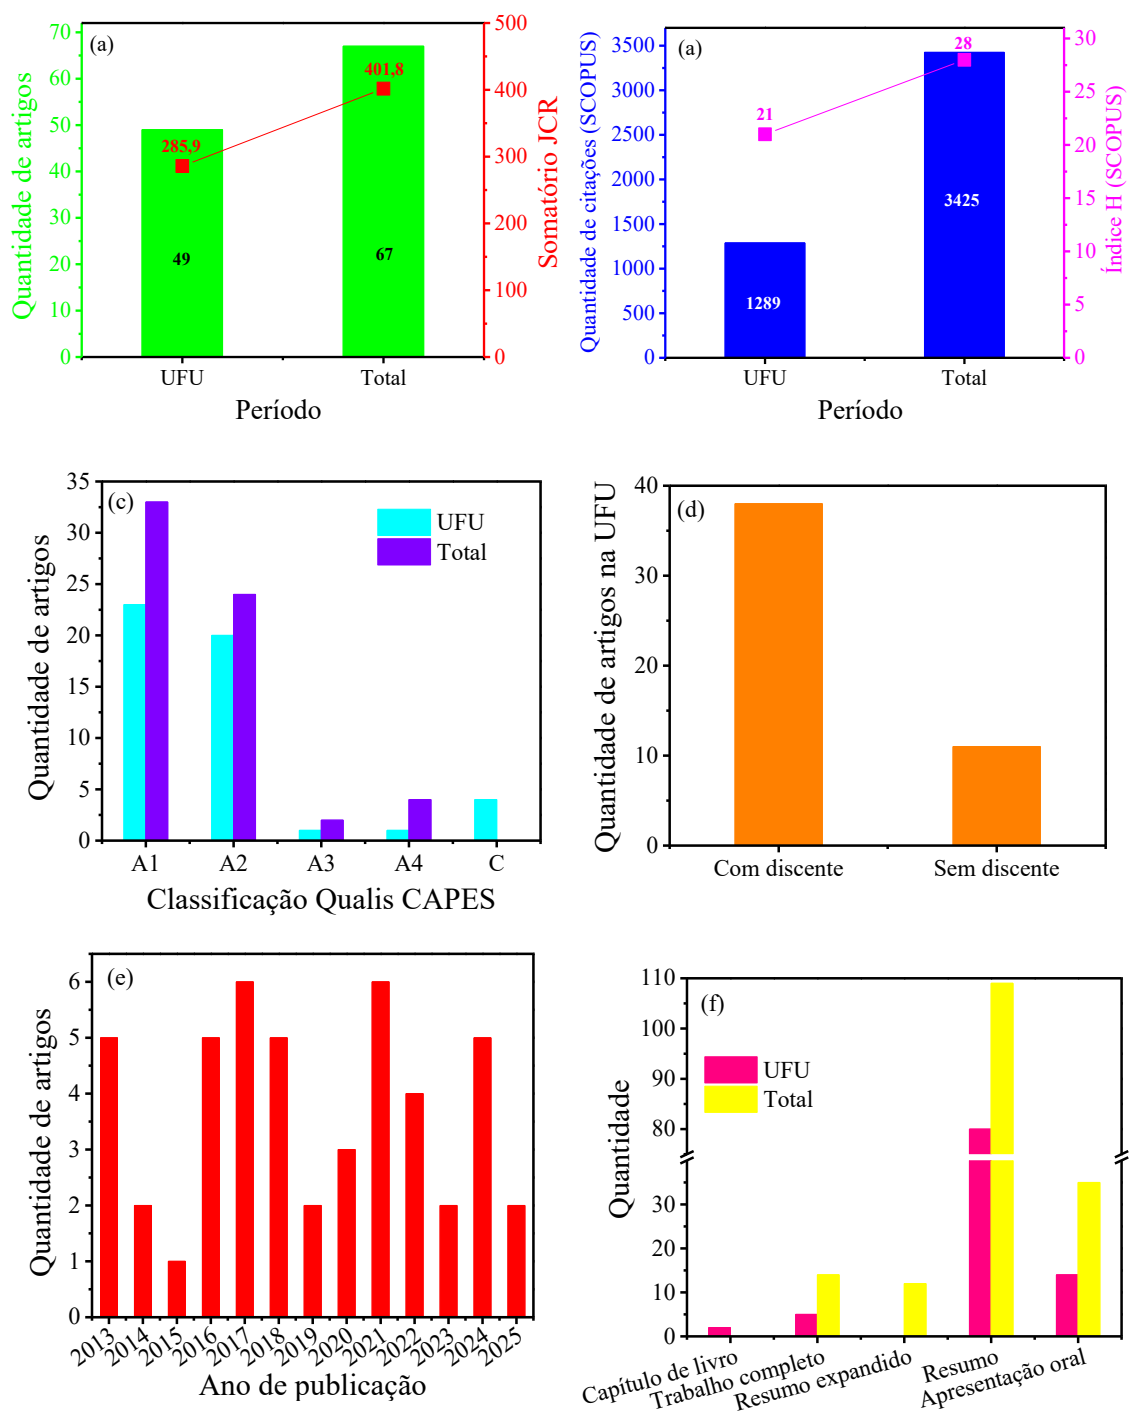 (a)
Quantidade de artigos
70
60
50
40
30
20
10
0
285,9
401,8
49
67
500
400
300
200
100
0
Somatório JCR
UFU
Total
Período
(a)
Quantidade de citações (SCOPUS)
3500
3000
2500
2000
1500
1000
500
0
21
28
1289
3425
30
25
20
15
10
5
0
Índice H (SCOPUS)
UFU
Total
Período
(c)
Quantidade de artigos
35
30
25
20
15
10
5
0
UFU
Total
A1
A2
A3
A4
C
Classificação Qualis CAPES
(d)
Quantidade de artigos na UFU
40
30
20
10
0
Com discente
Sem discente
(e)
Quantidade de artigos
6
5
4
3
2
1
0
2013
2014
2015
2016
2017
2018
2019
2020
2021
2022
2023
2024
2025
Ano de publicação
(f)
Quantidade
110
100
90
80
30
20
10
0
UFU
Total
Capítulo de livro
Trabalho completo
Resumo expandido
Resumo
Apresentação oral